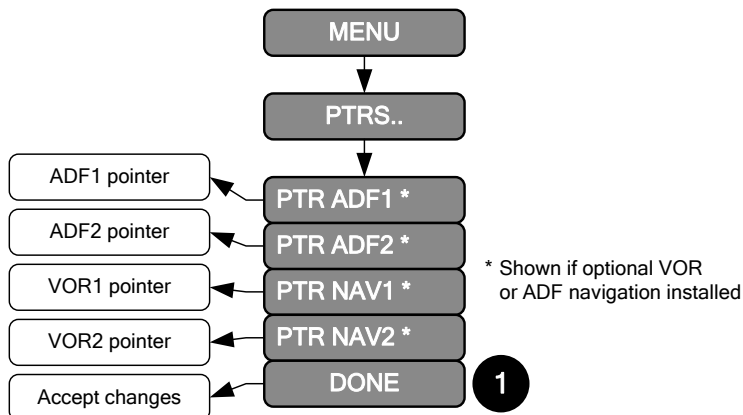 MENU
PTRS..
ADF1 pointer
PTR ADF1 *
ADF2 pointer
PTR ADF2 *
VOR1 pointer
PTR NAV1 *
VOR2 pointer
PTR NAV2 *
Accept changes
DONE
1
* Shown if optional VOR
or ADF navigation installed